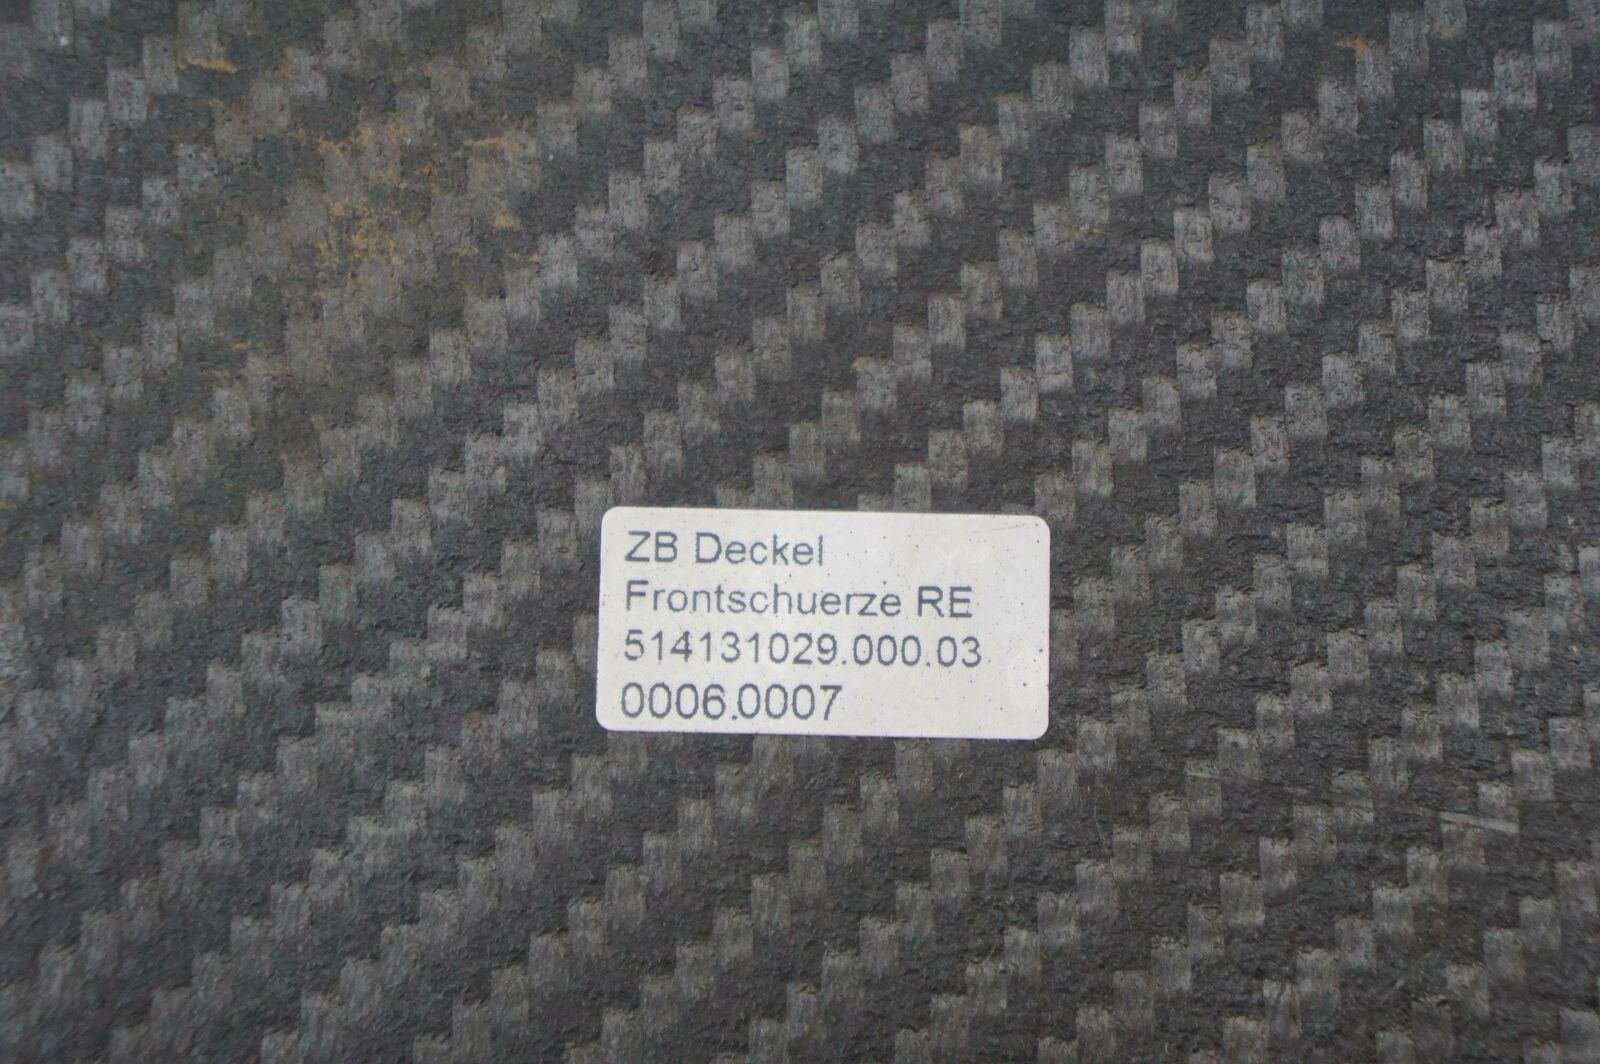 ZB Deckel
Frontschuerze RE
514131029.000.03
0006.0007